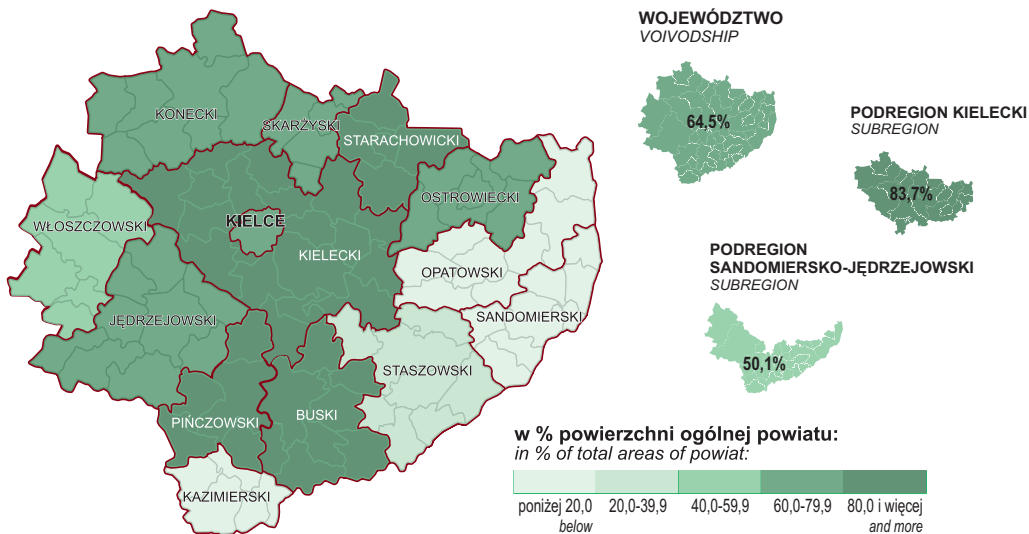 WOJEWÓDZTWO
VOIVODSHIP
64,5%
PODREGION KIELECKI
SUBREGION
83,7%
PODREGION
SANDOMIERSKO-JĘDRZEJOWSKI
SUBREGION
50,1%
KONECKI
SKARŻYSKI
STARACHOWICKI
OSTROWIECKI
WŁOSZCZOWSKI
KIELCE
KIELECKI
OPATOWSKI
SANDOMIERSKI
JĘDRZEJOWSKI
STASZOWSKI
PIŃCZOWSKI
BUSKI
KAZIMIERSKI
w % powierzchni ogólnej powiatu:
in % of total areas of powiat:
poniżej 20,0 20,0-39,9 40,0-59,9 60,0-79,9 80,0 i więcej
below and more